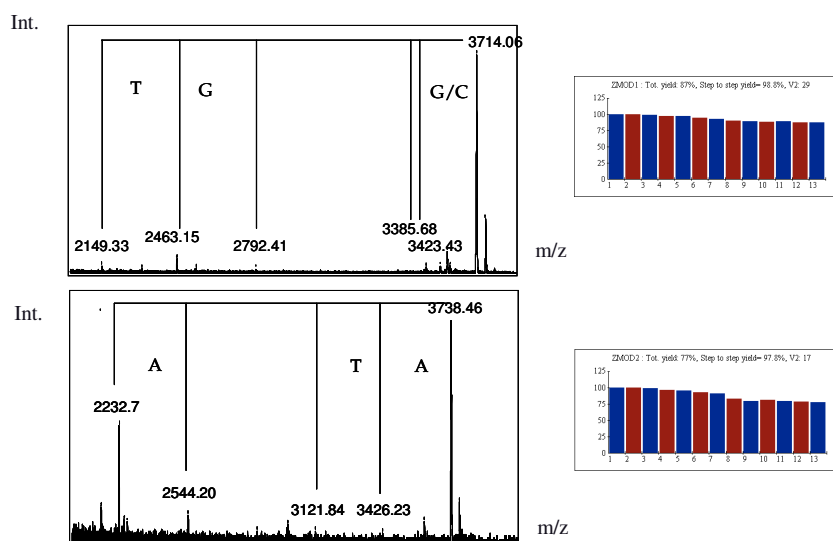 Int.
3714.06
T
G
G/C
3385.68
2149.33
2463.15
2792.41
3423.43
m/z
ZMOD1 : Tot. yield: 87%, Step to step yield= 98.8%, V2: 29
125
100
75
50
25
0
1 2 3 4 5 6 7 8 9 10 11 12 13
Int.
3738.46
A
T
A
2232.7
2544.20
3121.84
3426.23
m/z
ZMOD2 : Tot. yield: 77%, Step to step yield= 97.8%, V2: 17
125
100
75
50
25
0
1 2 3 4 5 6 7 8 9 10 11 12 13